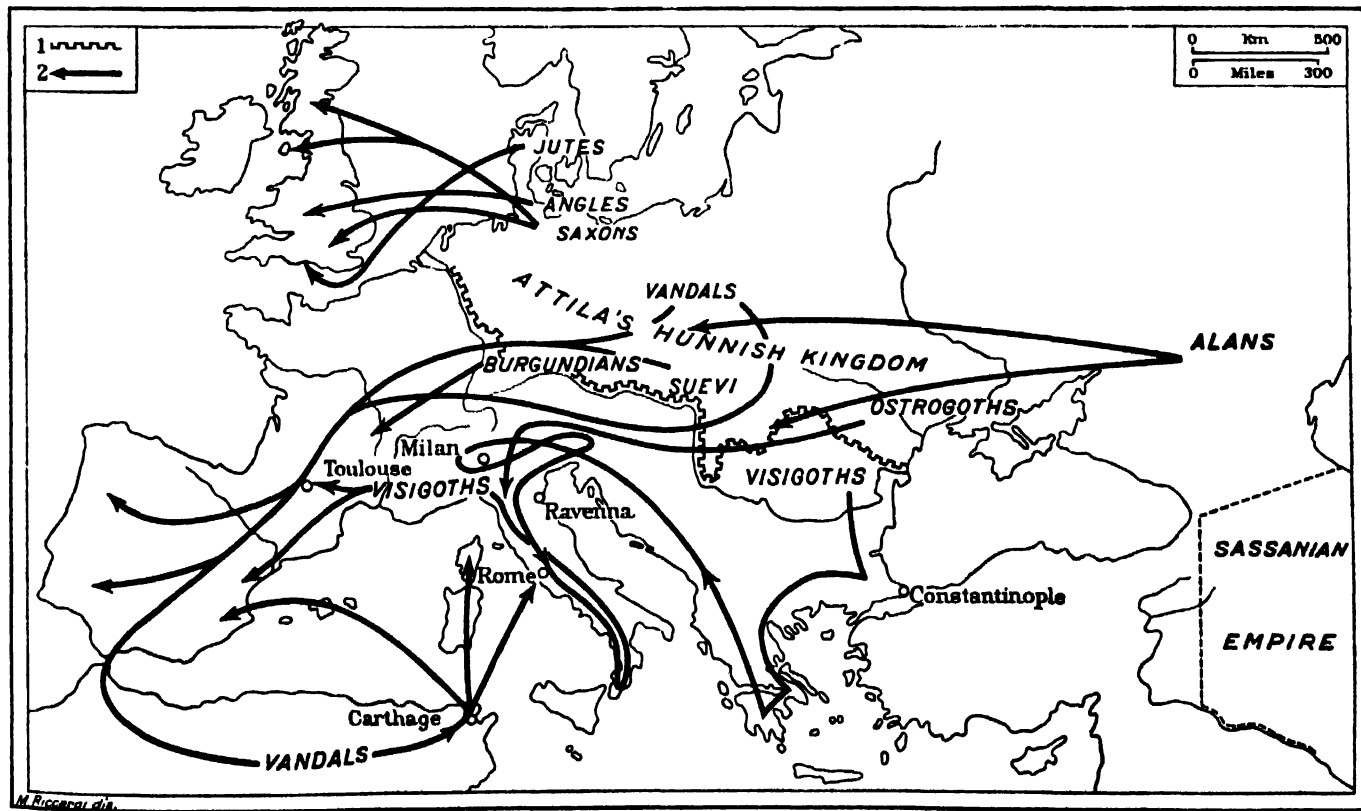 1
2
0 Km 500
0 Miles 300
JUTES
ANGLES
SAXONS
VANDALS
ATTILA'S HUNNISH KINGDOM
ALANS
BURGUNDIANS
SUEVI
OSTROGOTHS
Milan
Toulouse
VISIGOTHS
VISIGOTHS
Ravenna
SASSANIAN
EMPIRE
Rome
Constantinople
Carthage
VANDALS
M. Riccardi dis.